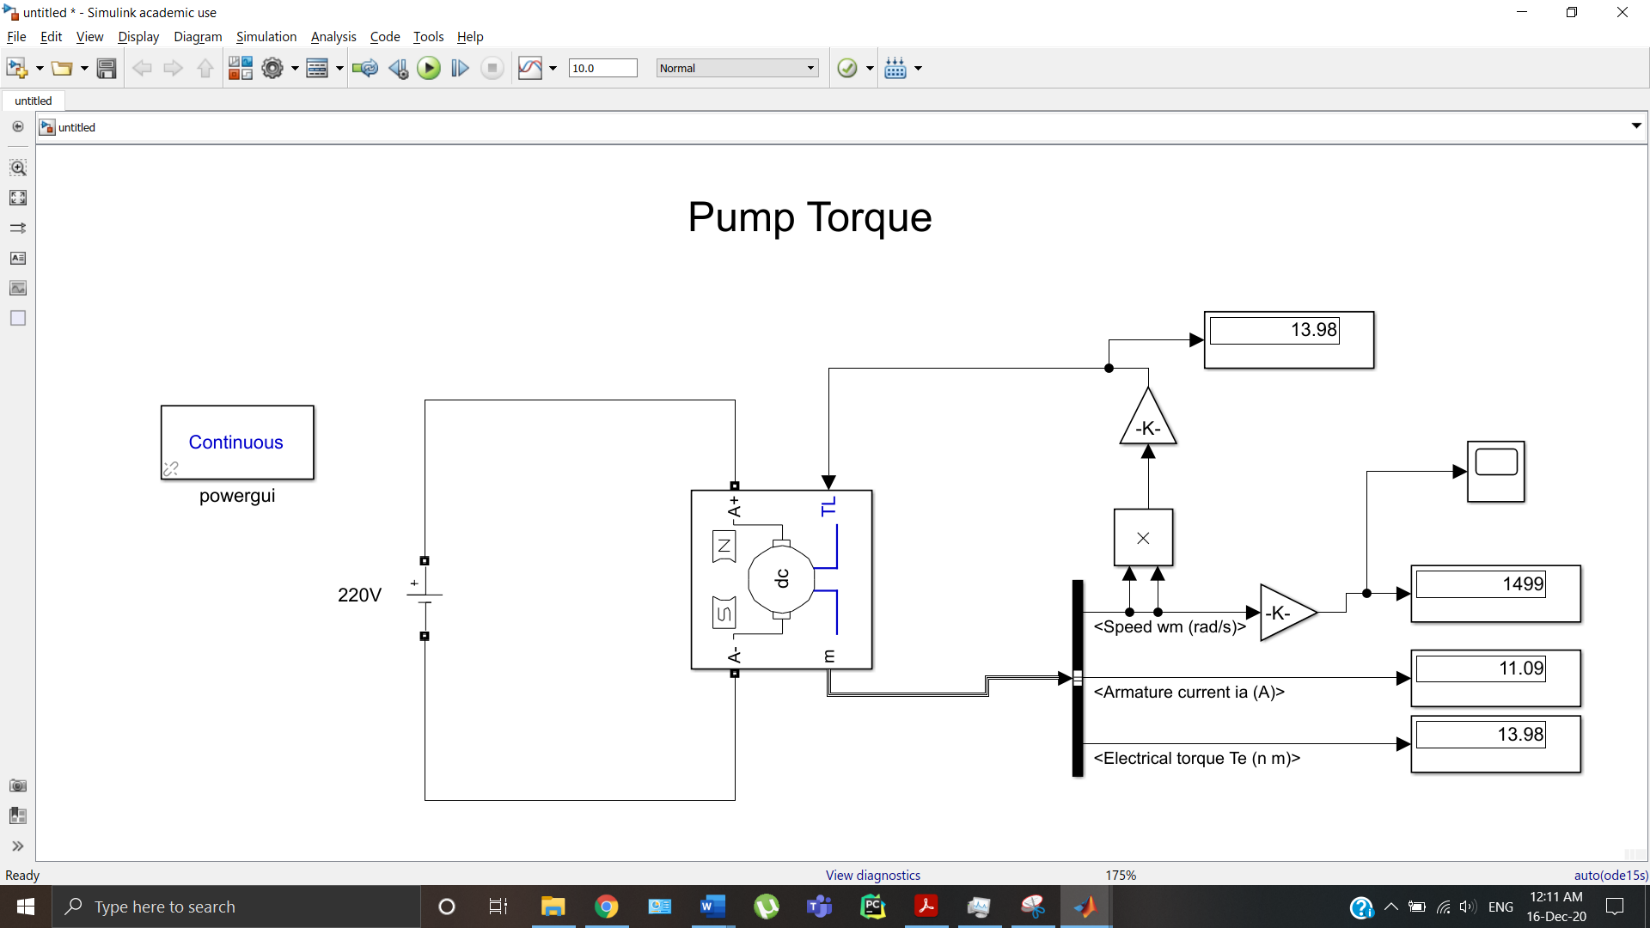 untitled * - Simulink academic use
File Edit View Display Diagram Simulation Analysis Code Tools Help
10.0 Normal
untitled
untitled
Pump Torque
13.98
Continuous
powergui
-K-
A+
TL
N
×
dc
220V
+
1499
S
-K-
<Speed wm (rad/s)>
A-
m
11.09
<Armature current ia (A)>
13.98
<Electrical torque Te (n m)>
Ready View diagnostics 175% auto(ode15s)
Type here to search
ENG
12:11 AM
16-Dec-20